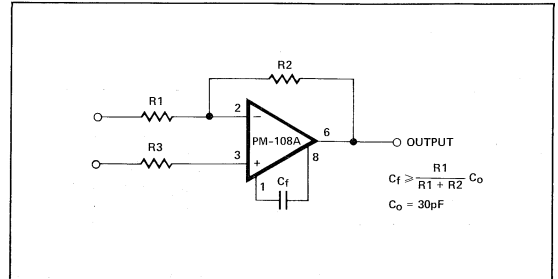 R2
R1
2
−
6
PM-108A
OUTPUT
R3
3
+
8
1
Cf
Cf ⩾ R1 / R1 + R2 Co
Co = 30pF